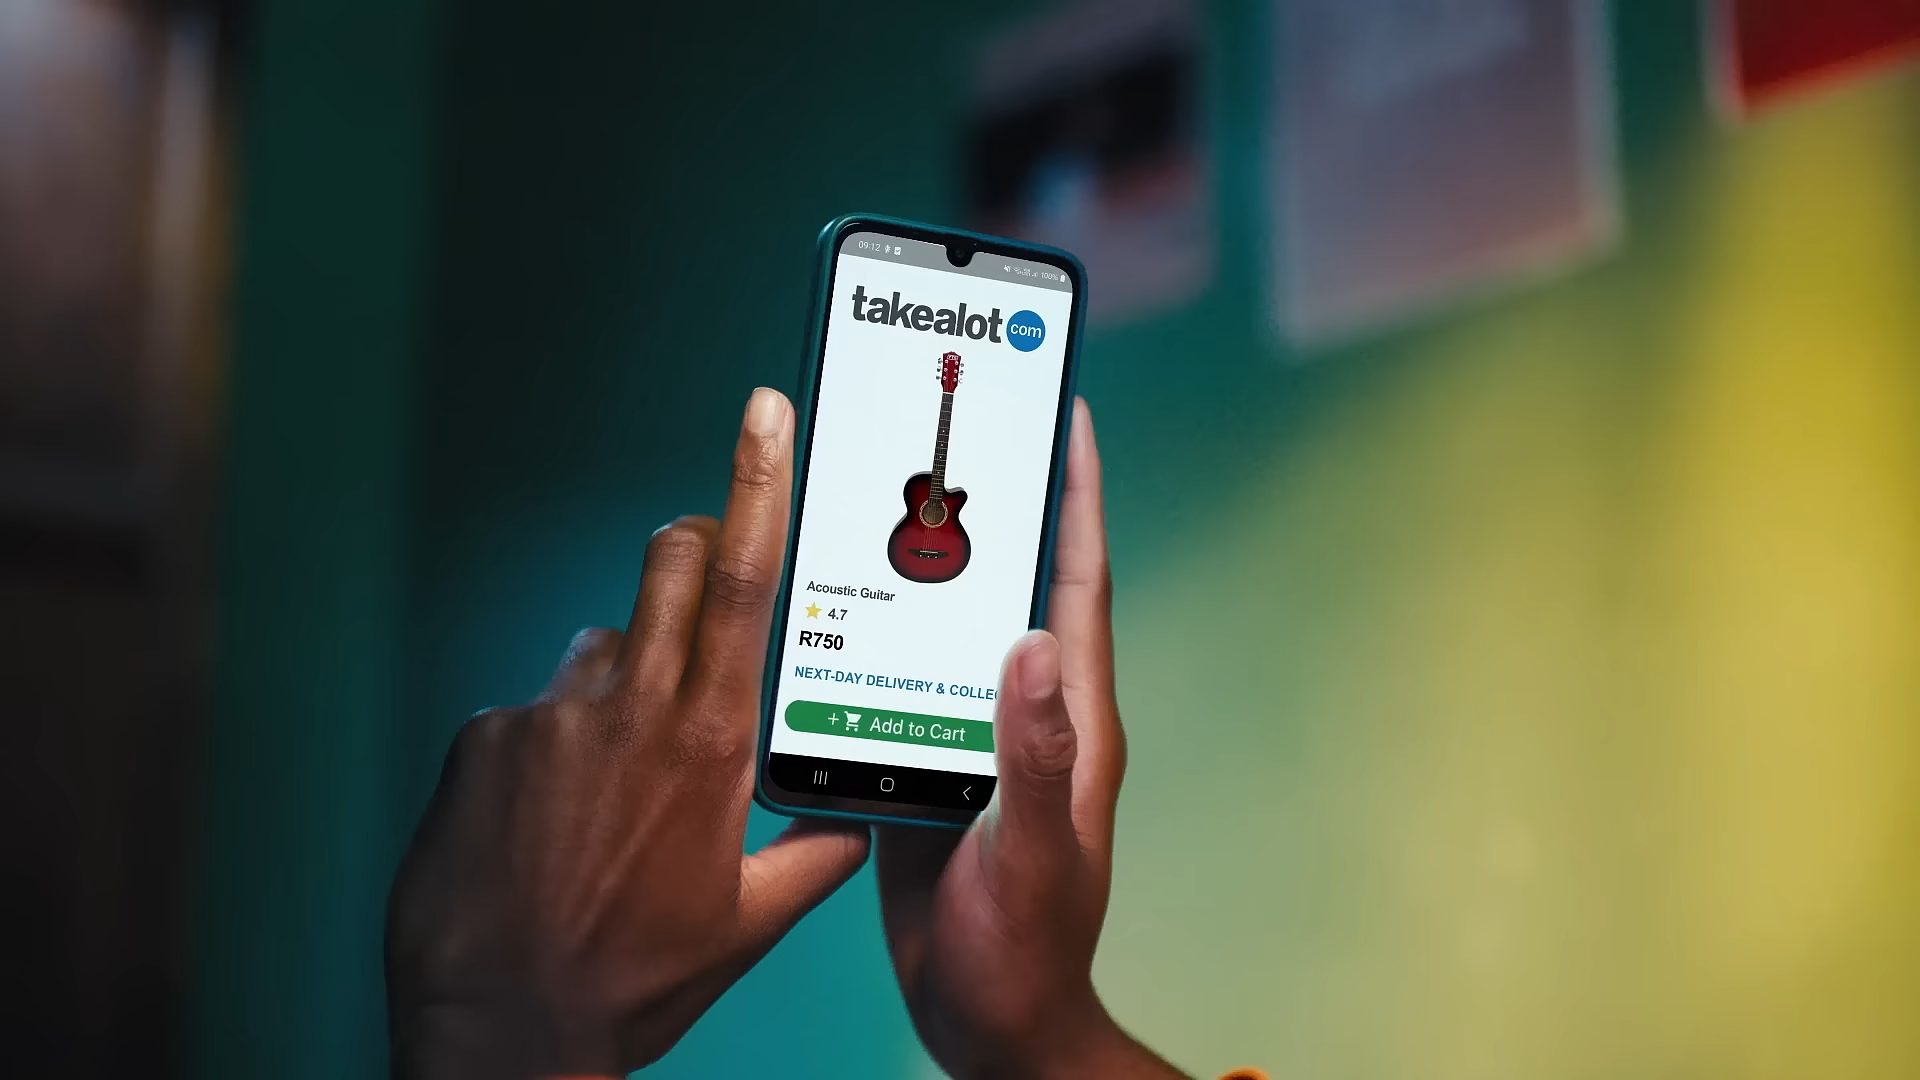 09:12
100%
takealot com
Acoustic Guitar
4.7
R750
NEXT-DAY DELIVERY & COLLEC
+ Add to Cart